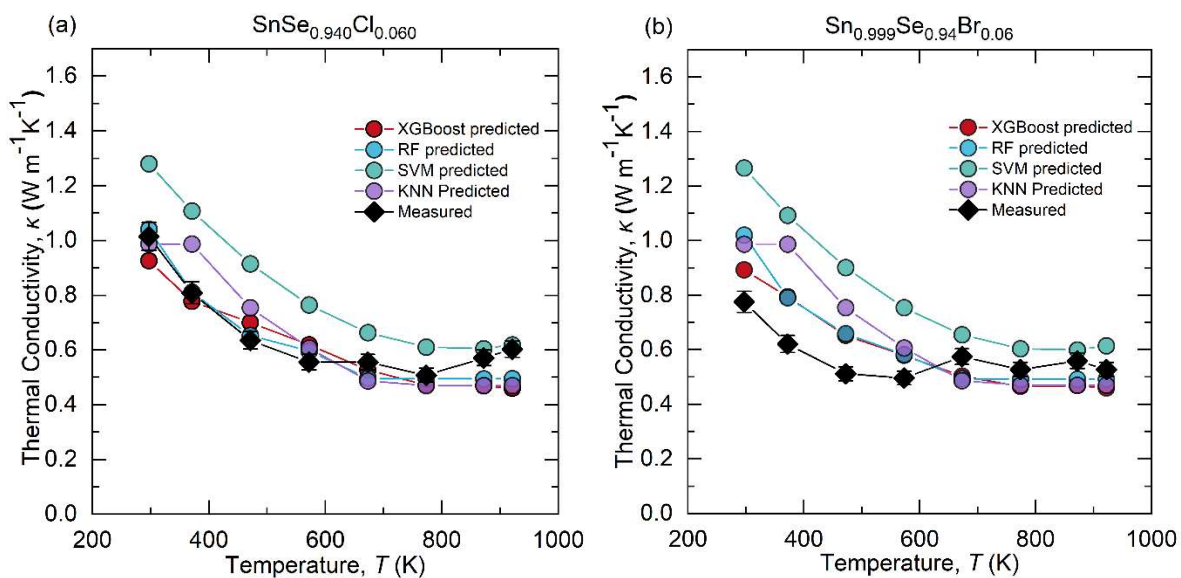 (a) SnSe₀.₉₄₀Cl₀.₀₆₀
Thermal Conductivity, κ (W m⁻¹K⁻¹)
1.6
1.4
1.2
1.0
0.8
0.6
0.4
0.2
0.0
XGBoost predicted
RF predicted
SVM predicted
KNN Predicted
Measured
200 400 600 800 1000
Temperature, T (K)
(b) Sn₀.₉₉₉Se₀.₉₄Br₀.₀₆
Thermal Conductivity, κ (W m⁻¹K⁻¹)
1.6
1.4
1.2
1.0
0.8
0.6
0.4
0.2
0.0
XGBoost predicted
RF predicted
SVM predicted
KNN Predicted
Measured
200 400 600 800 1000
Temperature, T (K)